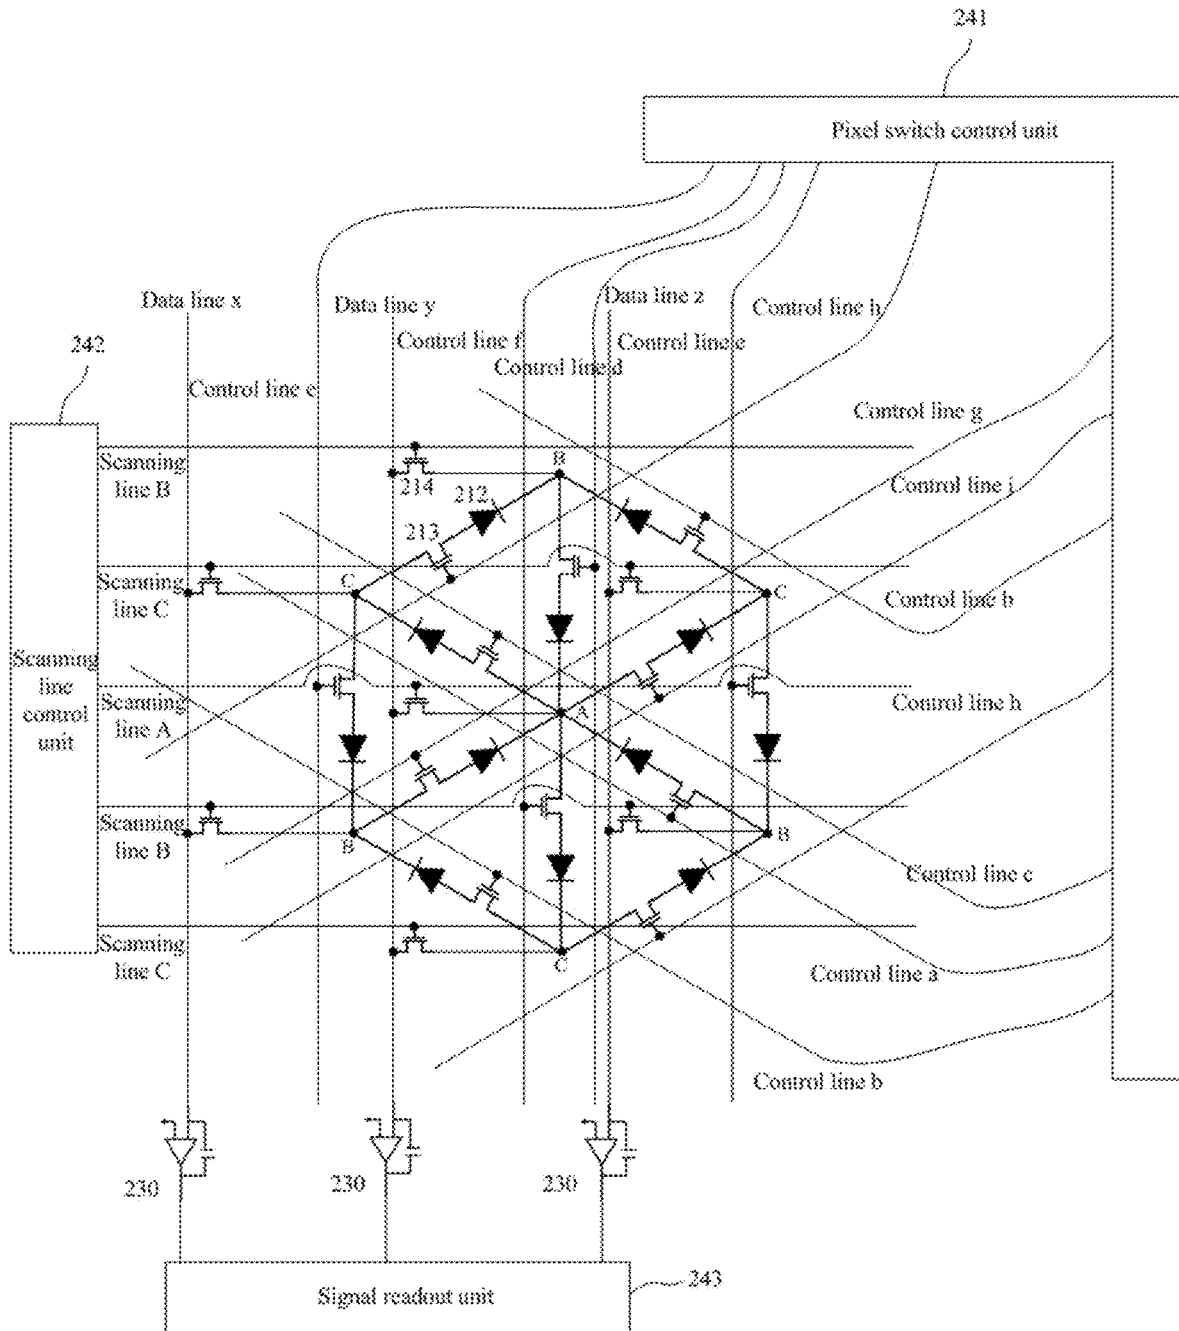 241
Pixel switch control unit
Data line x
Data line y
Data line z
Control line h
242
Control line f
Control line e
Control line d
Control line e
Control line g
Scanning
line B
B
214
212
Control line i
213
Scanning
line C
C
C
Control line b
Scanning
line
control
unit
Scanning
line A
A
Control line h
Scanning
line B
B
B
Control line c
Scanning
line C
C
Control line a
Control line b
230
230
230
243
Signal readout unit